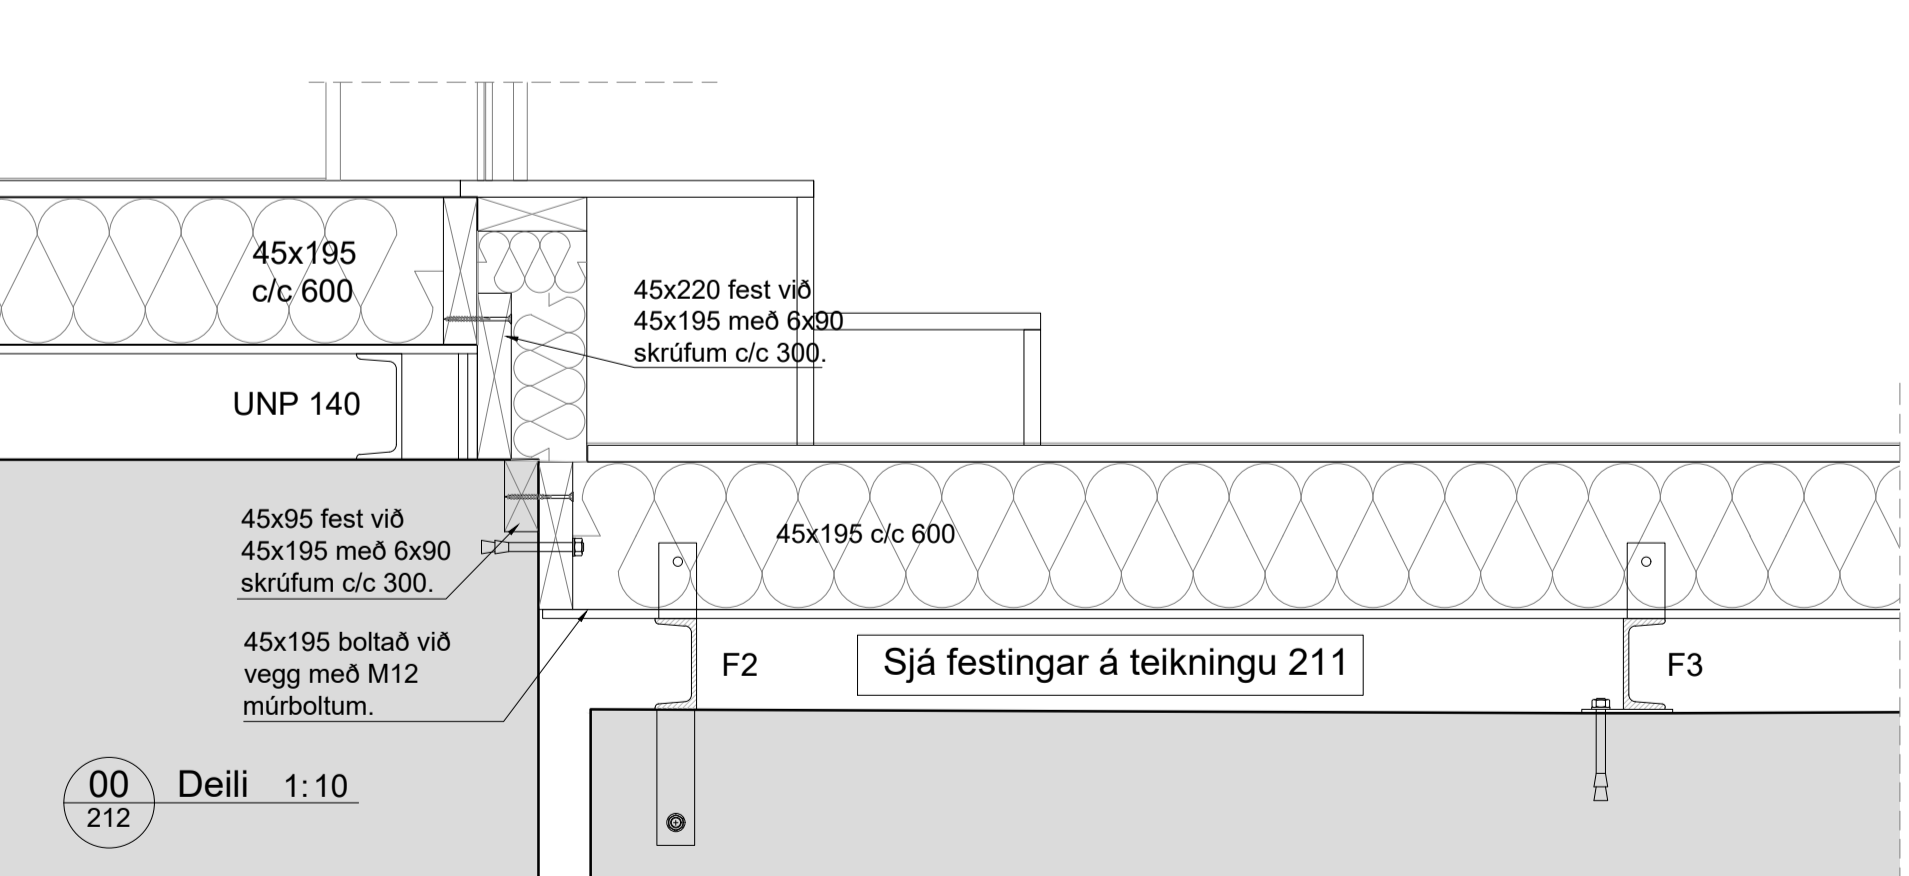 45x195
c/c 600
45x220 fest við
45x195 með 6x90
skrúfum c/c 300.
UNP 140
45x95 fest við
45x195 með 6x90
skrúfum c/c 300.
45x195 c/c 600
45x195 boltað við
vegg með M12
múrboltum.
F2
Sjá festingar á teikningu 211
F3
00
212
Deili 1:10